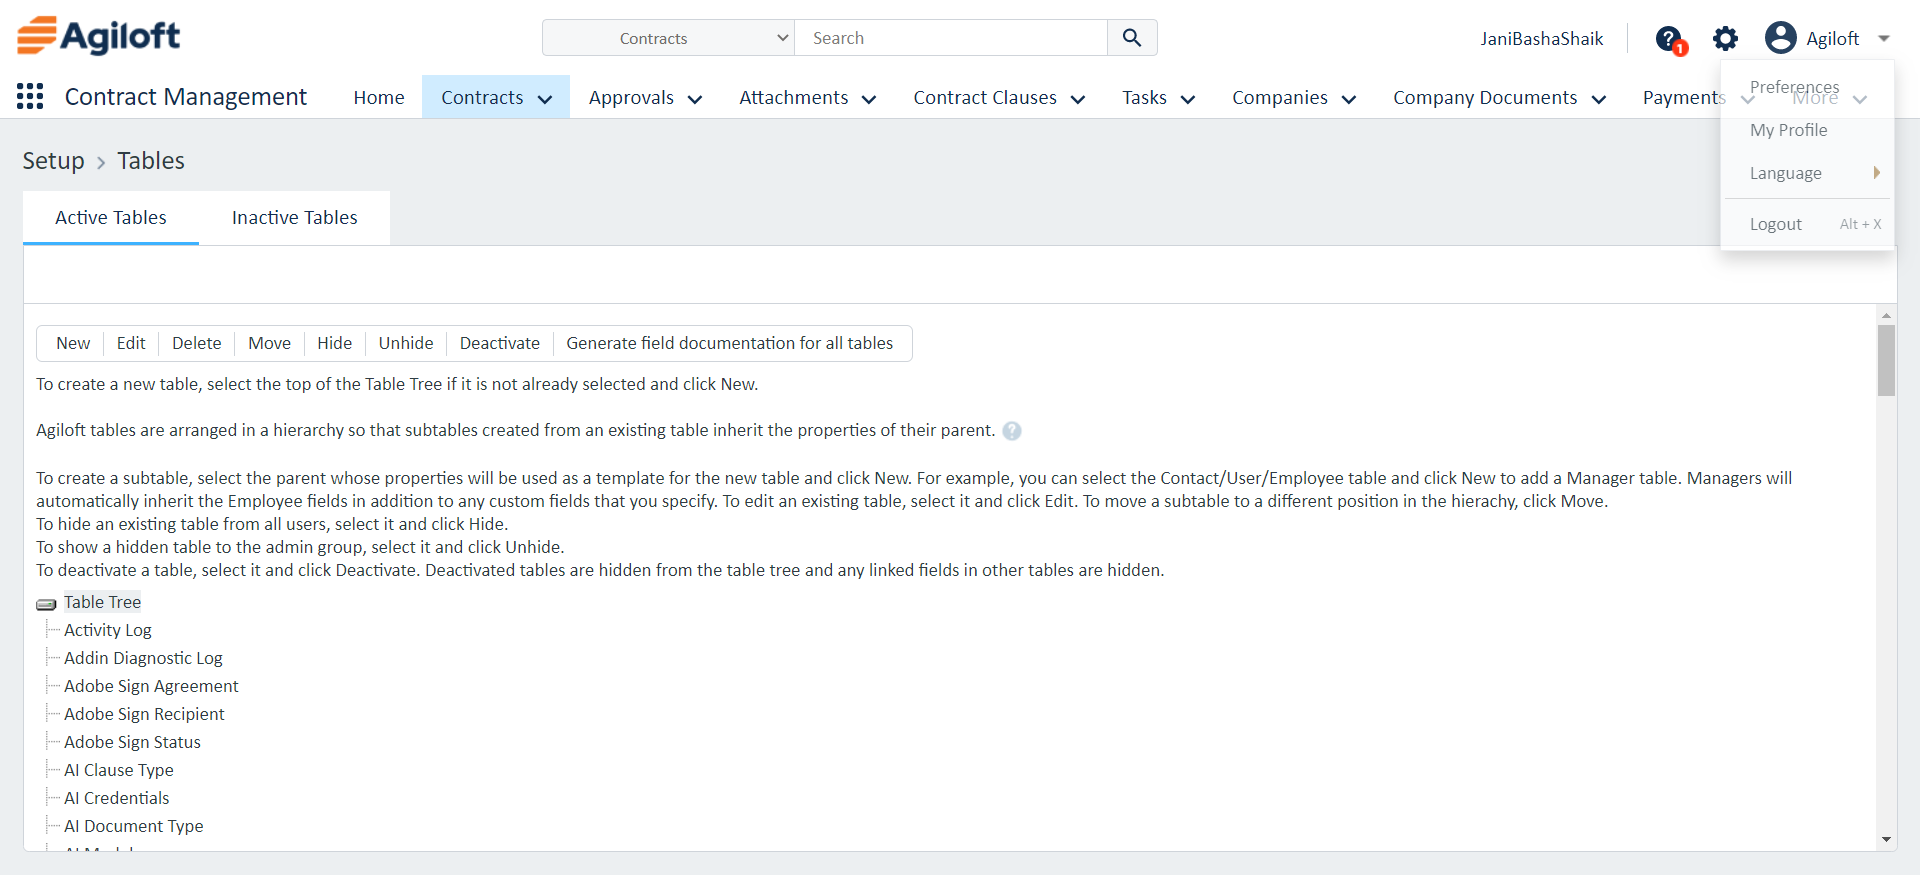 Agiloft
Contracts
Search
JaniBashaShaik
1
Agiloft
Contract Management
Home
Contracts
Approvals
Attachments
Contract Clauses
Tasks
Companies
Company Documents
Payments
More
Preferences
My Profile
Language
Logout Alt + X
Setup > Tables
Active Tables
Inactive Tables
New
Edit
Delete
Move
Hide
Unhide
Deactivate
Generate field documentation for all tables
To create a new table, select the top of the Table Tree if it is not already selected and click New.
Agiloft tables are arranged in a hierarchy so that subtables created from an existing table inherit the properties of their parent. ?
To create a subtable, select the parent whose properties will be used as a template for the new table and click New. For example, you can select the Contact/User/Employee table and click New to add a Manager table. Managers will
automatically inherit the Employee fields in addition to any custom fields that you specify. To edit an existing table, select it and click Edit. To move a subtable to a different position in the hierachy, click Move.
To hide an existing table from all users, select it and click Hide.
To show a hidden table to the admin group, select it and click Unhide.
To deactivate a table, select it and click Deactivate. Deactivated tables are hidden from the table tree and any linked fields in other tables are hidden.
Table Tree
Activity Log
Addin Diagnostic Log
Adobe Sign Agreement
Adobe Sign Recipient
Adobe Sign Status
AI Clause Type
AI Credentials
AI Document Type